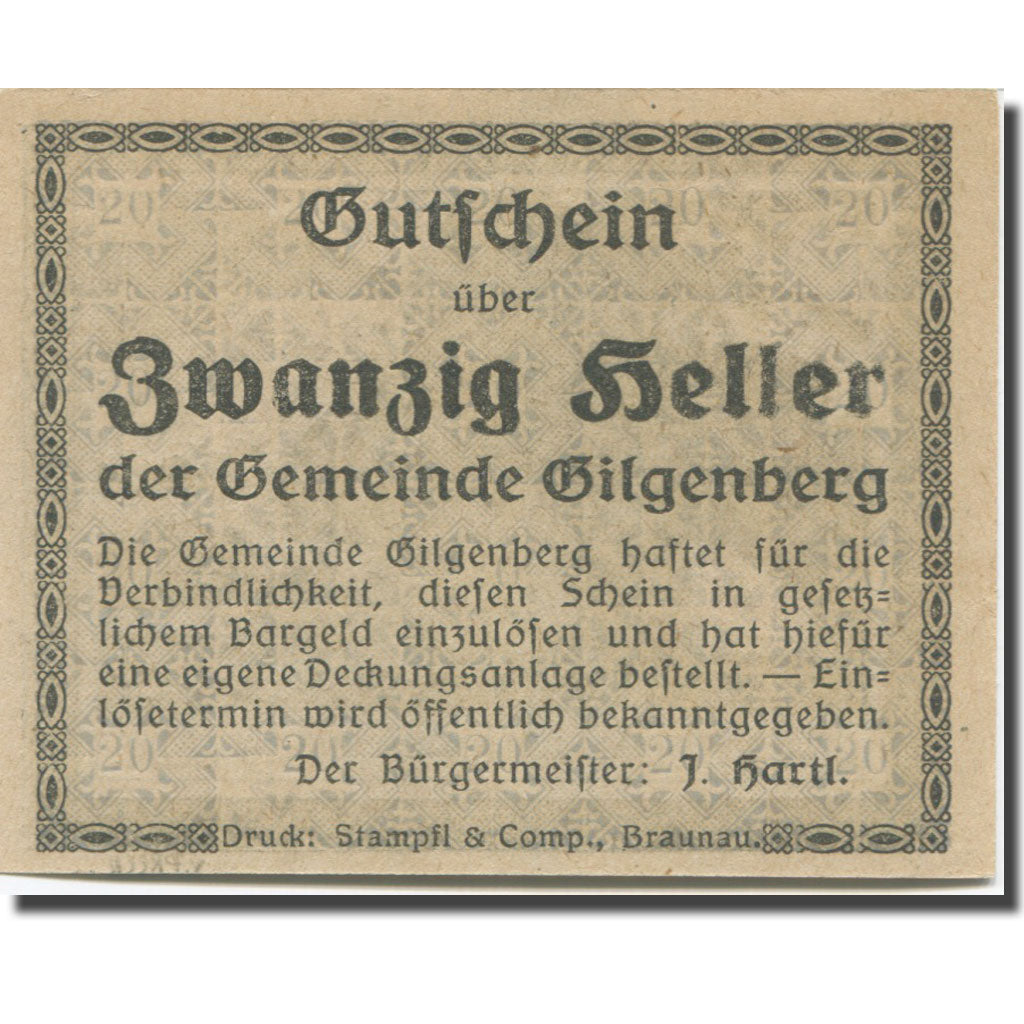 Gutschein
über
Zwanzig Heller
der Gemeinde Gilgenberg
Die Gemeinde Gilgenberg haftet für die
Verbindlichkeit, diesen Schein in gesetz=
lichem Bargeld einzulösen und hat hiefür
eine eigene Deckungsanlage bestellt. — Ein=
lösetermin wird öffentlich bekanntgegeben.
Der Bürgermeister: J. Hartl.
Druck: Stampfl & Comp., Braunau.